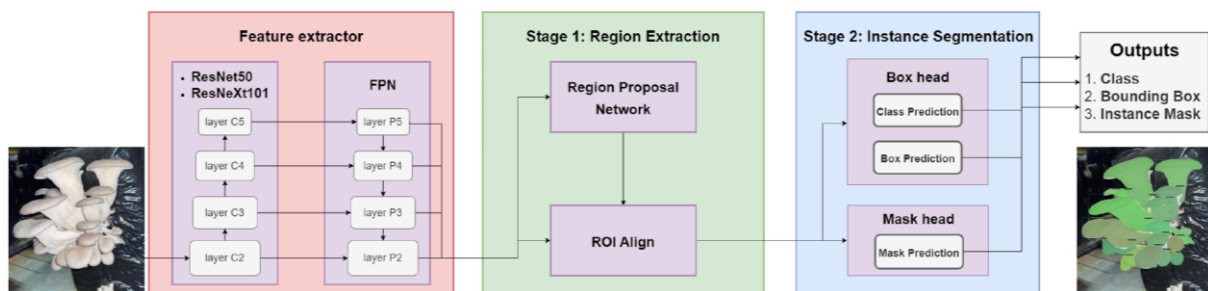 Feature extractor
• ResNet50
• ResNeXt101
layer C5
layer C4
layer C3
layer C2
FPN
layer P5
layer P4
layer P3
layer P2
Stage 1: Region Extraction
Region Proposal
Network
ROI Align
Stage 2: Instance Segmentation
Box head
Class Prediction
Box Prediction
Mask head
Mask Prediction
Outputs
1. Class
2. Bounding Box
3. Instance Mask